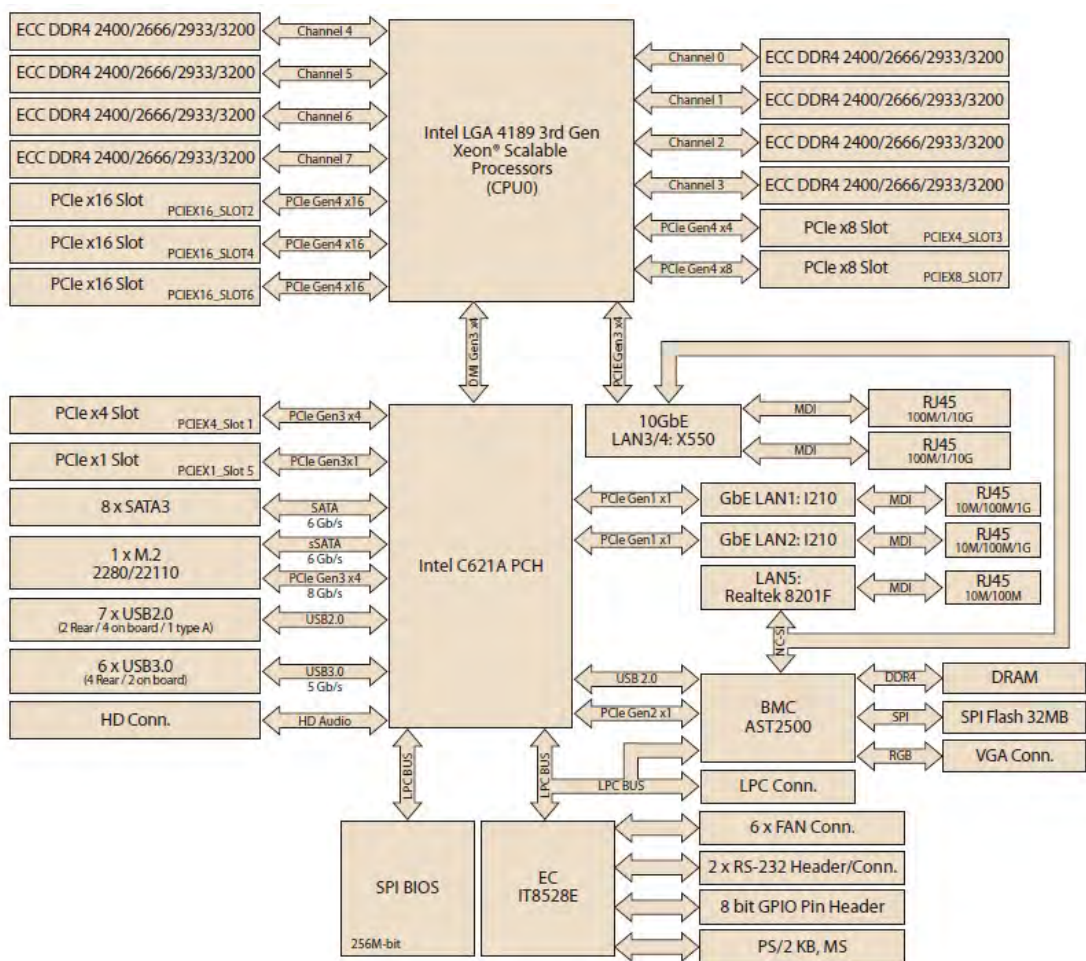 ECC DDR4 2400/2666/2933/3200
Channel 4
ECC DDR4 2400/2666/2933/3200
Channel 5
ECC DDR4 2400/2666/2933/3200
Channel 6
ECC DDR4 2400/2666/2933/3200
Channel 7
PCIe x16 Slot
PCIEX16_SLOT2
PCIe Gen4 x16
PCIe x16 Slot
PCIEX16_SLOT4
PCIe Gen4 x16
PCIe x16 Slot
PCIEX16_SLOT6
PCIe Gen4 x16
Intel LGA 4189 3rd Gen
Xeon® Scalable
Processors
(CPU0)
Channel 0
ECC DDR4 2400/2666/2933/3200
Channel 1
ECC DDR4 2400/2666/2933/3200
Channel 2
ECC DDR4 2400/2666/2933/3200
Channel 3
ECC DDR4 2400/2666/2933/3200
PCIe Gen4 x4
PCIe x8 Slot
PCIEX4_SLOT3
PCIe Gen4 x8
PCIe x8 Slot
PCIEX8_SLOT7
DMI Gen3 x4
PCIE Gen3 x4
PCIe x4 Slot
PCIEX4_Slot 1
PCIe Gen3 x4
PCIe x1 Slot
PCIEX1_Slot 5
PCIe Gen3x1
8 x SATA3
SATA
6 Gb/s
1 x M.2
2280/22110
sSATA
6 Gb/s
PCIe Gen3 x4
8 Gb/s
7 x USB2.0
(2 Rear / 4 on board / 1 type A)
USB2.0
6 x USB3.0
(4 Rear / 2 on board)
USB3.0
5 Gb/s
HD Conn.
HD Audio
Intel C621A PCH
10GbE
LAN3/4: X550
MDI
RJ45
100M/1/10G
MDI
RJ45
100M/1/10G
PCIe Gen1 x1
GbE LAN1: I210
MDI
RJ45
10M/100M/1G
PCIe Gen1 x1
GbE LAN2: I210
MDI
RJ45
10M/100M/1G
LAN5:
Realtek 8201F
MDI
RJ45
10M/100M
NC-SI
USB 2.0
PCIe Gen2 x1
BMC
AST2500
DDR4
DRAM
SPI
SPI Flash 32MB
RGB
VGA Conn.
LPC BUS
LPC BUS
LPC BUS
LPC Conn.
SPI BIOS
256M-bit
EC
IT8528E
6 x FAN Conn.
2 x RS-232 Header/Conn.
8 bit GPIO Pin Header
PS/2 KB, MS